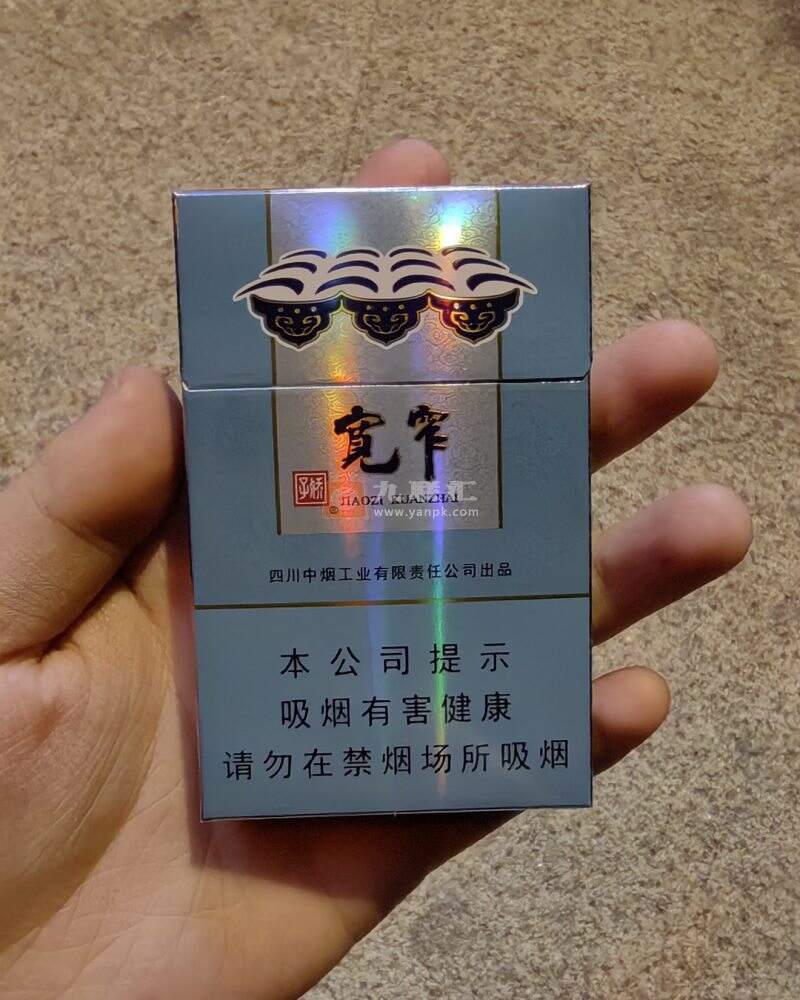 宽窄
娇子
® JIAOZI KUANZHAI
九联汇
www.yanpk.com
四川中烟工业有限责任公司出品
本公司提示
吸烟有害健康
请勿在禁烟场所吸烟